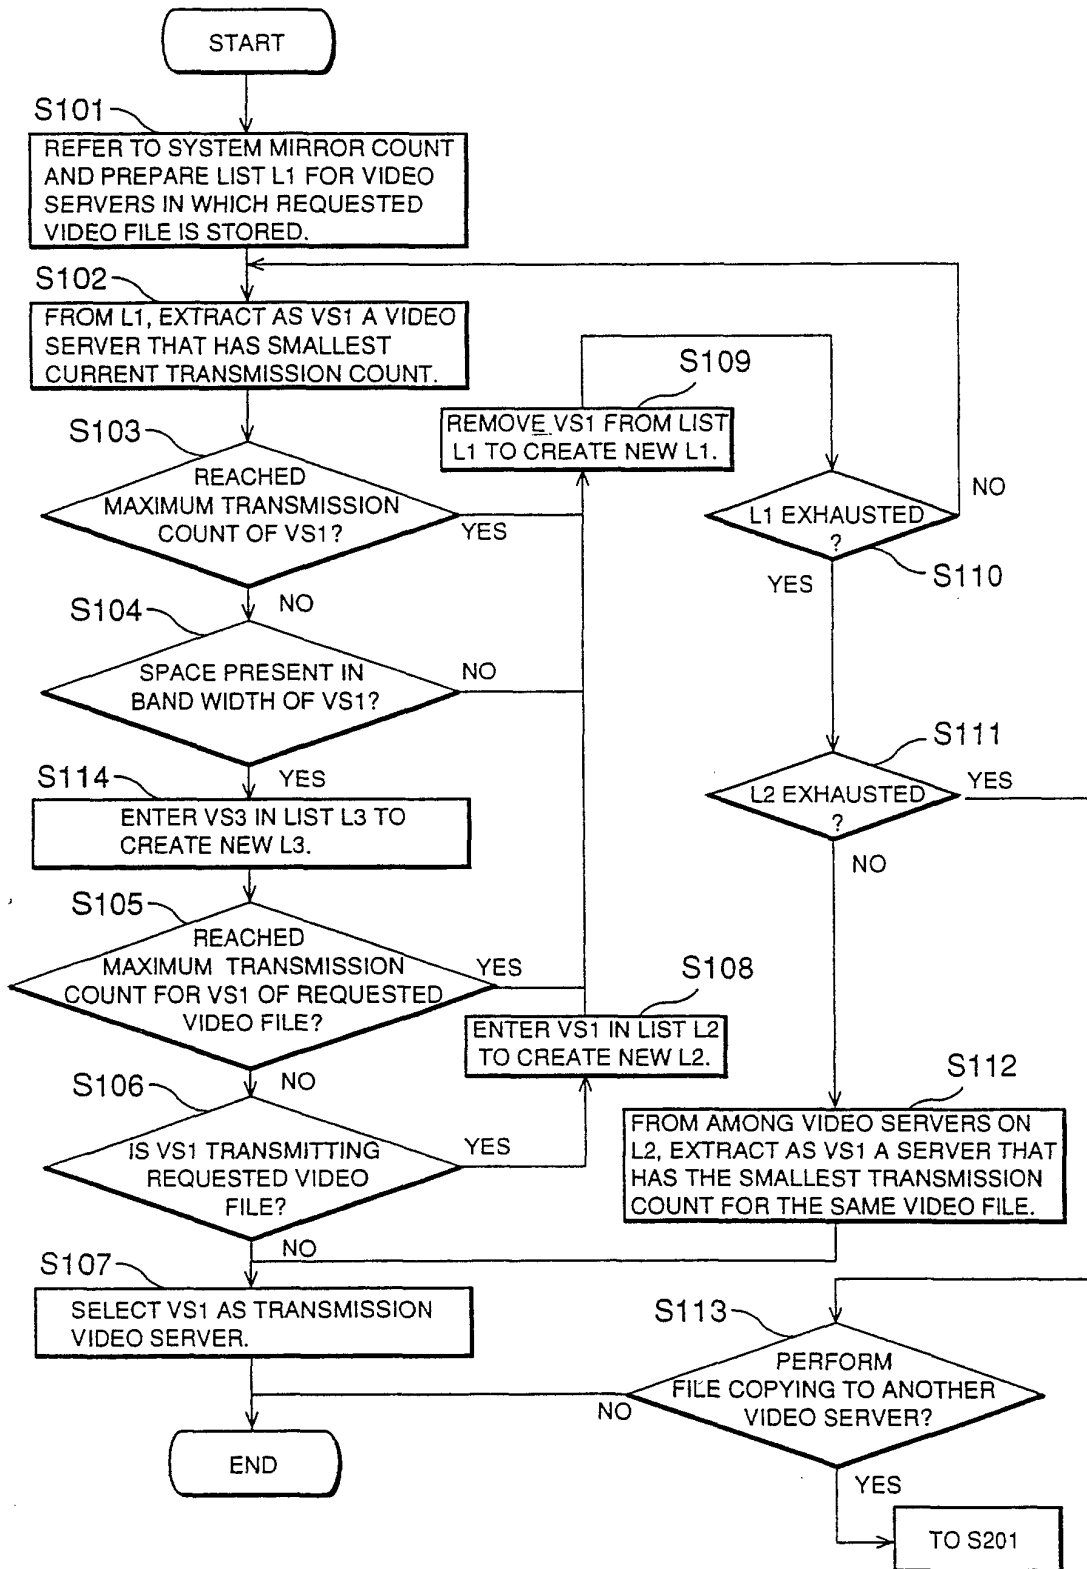 START
S101
REFER TO SYSTEM MIRROR COUNT
AND PREPARE LIST L1 FOR VIDEO
SERVERS IN WHICH REQUESTED
VIDEO FILE IS STORED.
S102
FROM L1, EXTRACT AS VS1 A VIDEO
SERVER THAT HAS SMALLEST
CURRENT TRANSMISSION COUNT.
S103
REACHED
MAXIMUM TRANSMISSION
COUNT OF VS1?
YES
NO
S104
SPACE PRESENT IN
BAND WIDTH OF VS1?
NO
YES
S114
ENTER VS3 IN LIST L3 TO
CREATE NEW L3.
S105
REACHED
MAXIMUM TRANSMISSION
COUNT FOR VS1 OF REQUESTED
VIDEO FILE?
YES
NO
S106
IS VS1 TRANSMITTING
REQUESTED VIDEO
FILE?
YES
NO
S107
SELECT VS1 AS TRANSMISSION
VIDEO SERVER.
END
S108
ENTER VS1 IN LIST L2
TO CREATE NEW L2.
S109
REMOVE VS1 FROM LIST
L1 TO CREATE NEW L1.
L1 EXHAUSTED
?
NO
S110
YES
S111
L2 EXHAUSTED
?
YES
NO
S112
FROM AMONG VIDEO SERVERS ON
L2, EXTRACT AS VS1 A SERVER THAT
HAS THE SMALLEST TRANSMISSION
COUNT FOR THE SAME VIDEO FILE.
S113
PERFORM
FILE COPYING TO ANOTHER
VIDEO SERVER?
NO
YES
TO S201